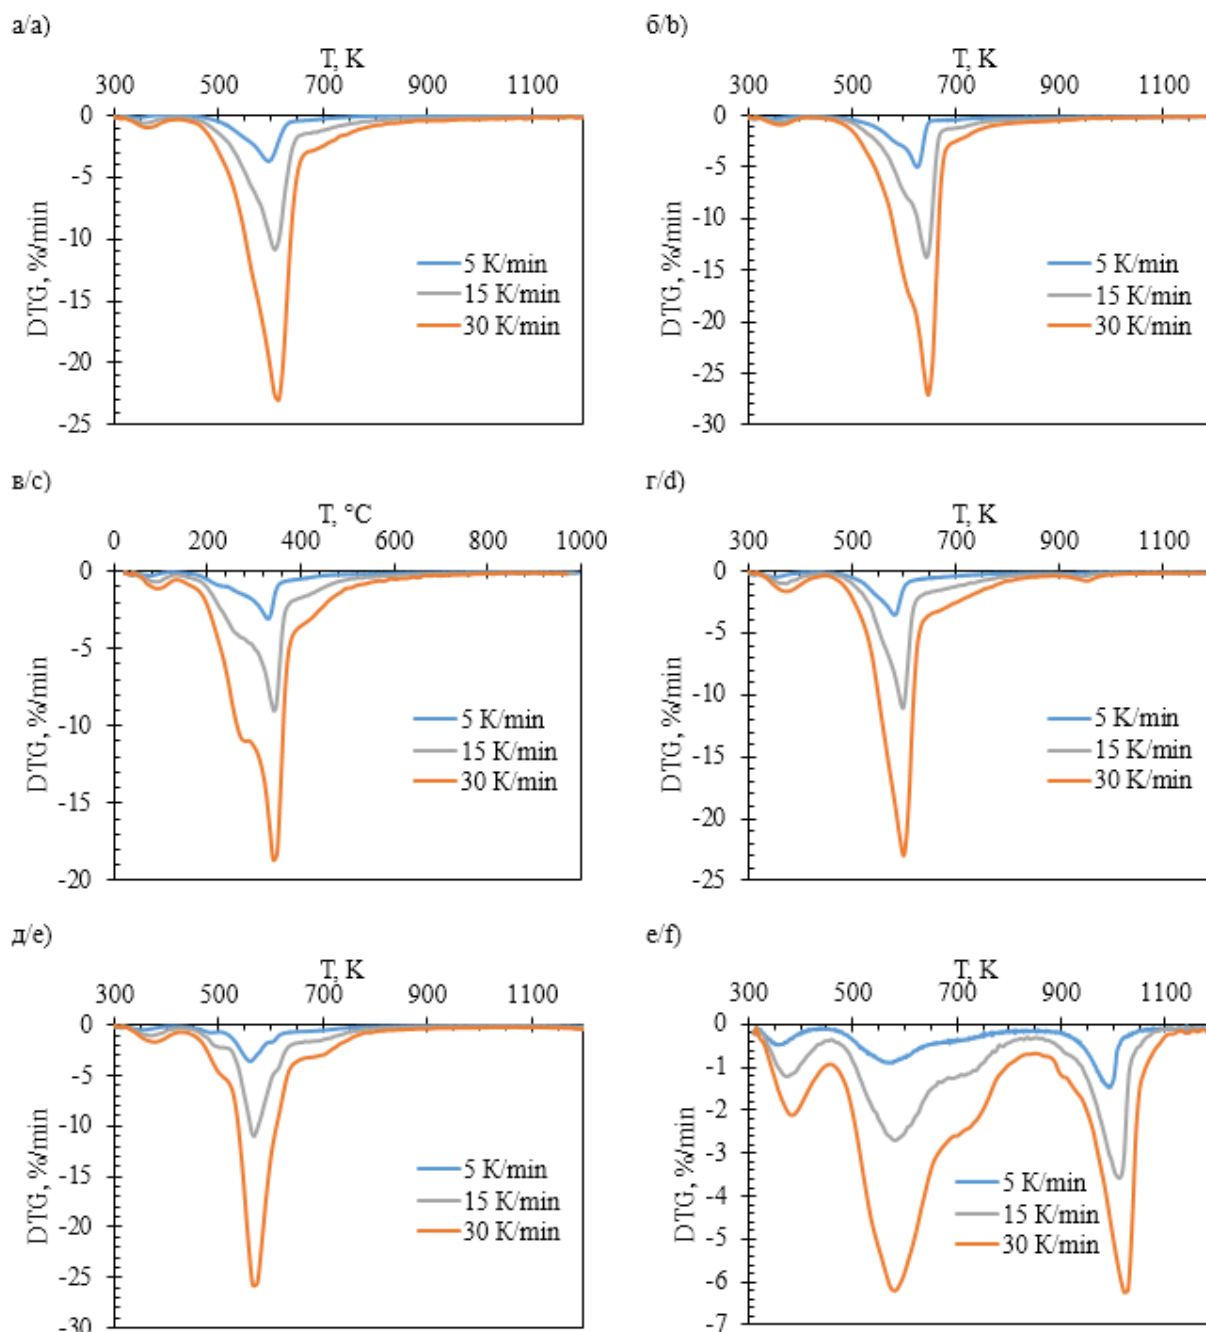 а/a)
T, K
300 500 700 900 1100
0
-5
-10
-15
-20
-25
DTG, %/min
5 K/min
15 K/min
30 K/min
б/b)
T, K
300 500 700 900 1100
0
-5
-10
-15
-20
-25
-30
DTG, %/min
5 K/min
15 K/min
30 K/min
в/c)
T, °C
0 200 400 600 800 1000
0
-5
-10
-15
-20
DTG, %/min
5 K/min
15 K/min
30 K/min
г/d)
T, K
300 500 700 900 1100
0
-5
-10
-15
-20
-25
DTG, %/min
5 K/min
15 K/min
30 K/min
д/e)
T, K
300 500 700 900 1100
0
-5
-10
-15
-20
-25
-30
DTG, %/min
5 K/min
15 K/min
30 K/min
е/f)
T, K
300 500 700 900 1100
0
-1
-2
-3
-4
-5
-6
-7
DTG, %/min
5 K/min
15 K/min
30 K/min